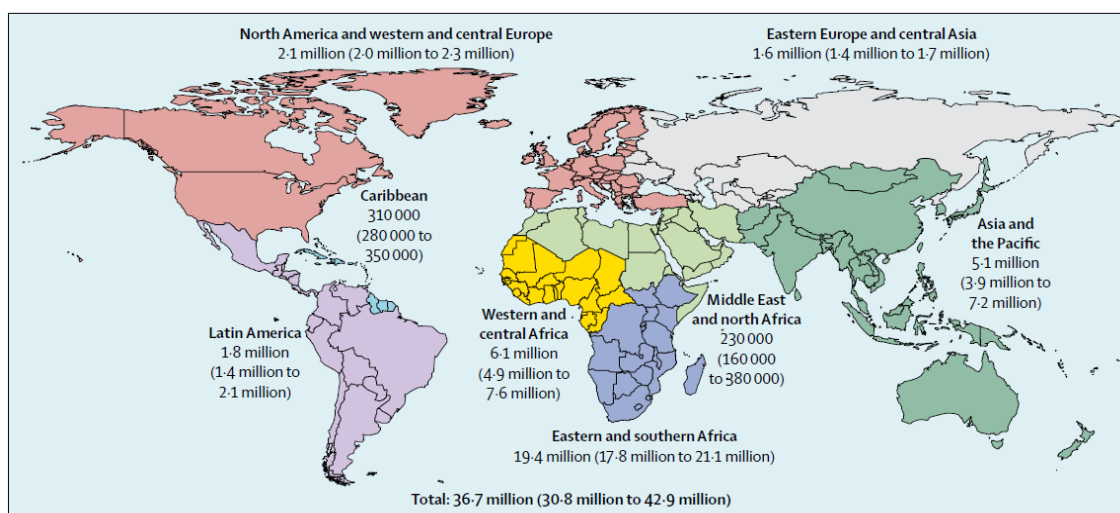 North America and western and central Europe
2·1 million (2·0 million to 2·3 million)
Eastern Europe and central Asia
1·6 million (1·4 million to 1·7 million)
Caribbean
310 000
(280 000 to
350 000)
Asia and
the Pacific
5·1 million
(3·9 million to
7·2 million)
Latin America
1·8 million
(1·4 million to
2·1 million)
Western and
central Africa
6·1 million
(4·9 million to
7·6 million)
Middle East
and north Africa
230 000
(160 000
to 380 000)
Eastern and southern Africa
19·4 million (17·8 million to 21·1 million)
Total: 36·7 million (30·8 million to 42·9 million)